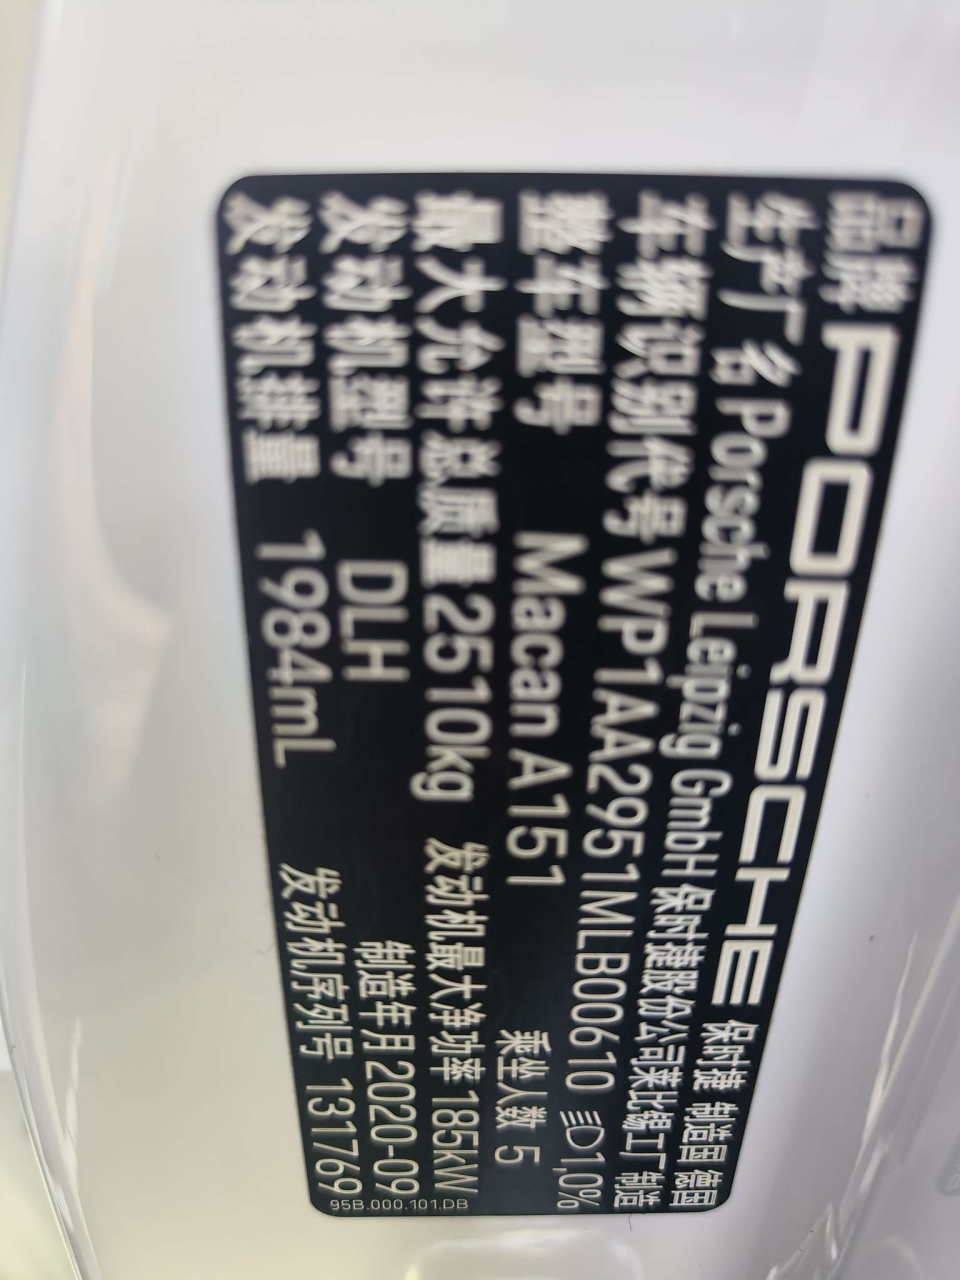 品牌 PORSCHE 保时捷 制造国 德国
生产厂名 Porsche Leipzig GmbH 保时捷股份公司莱比锡工厂制造
车辆识别代号 WP1AA2951MLB00610 1,0%
整车型号 Macan A151 乘坐人数 5
最大允许总质量 2510kg 发动机最大净功率 185kW
发动机型号 DLH 制造年月 2020-09
发动机排量 1984mL 发动机序列号 131769
95B.000.101.DB